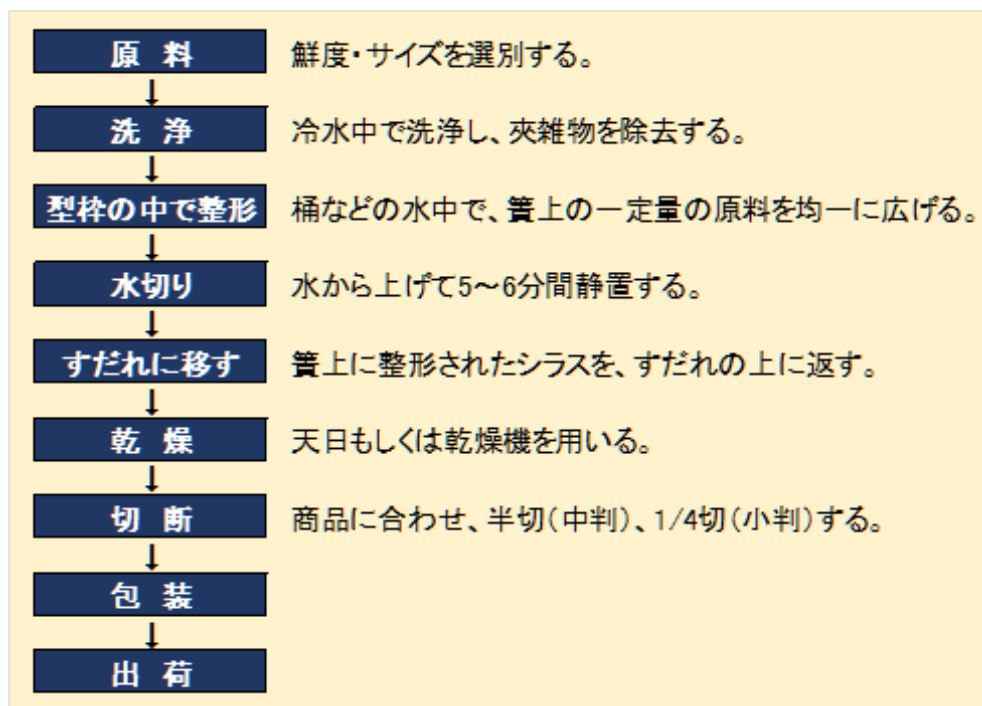 原 料 鮮度・サイズを選別する。
↓
洗 浄 冷水中で洗浄し、夾雑物を除去する。
↓
型枠の中で整形 桶などの水中で、簀上の一定量の原料を均一に広げる。
↓
水切り 水から上げて5～6分間静置する。
↓
すだれに移す 簀上に整形されたシラスを、すだれの上に返す。
↓
乾 燥 天日もしくは乾燥機を用いる。
↓
切 断 商品に合わせ、半切(中判)、1/4切(小判)する。
↓
包 装
↓
出 荷